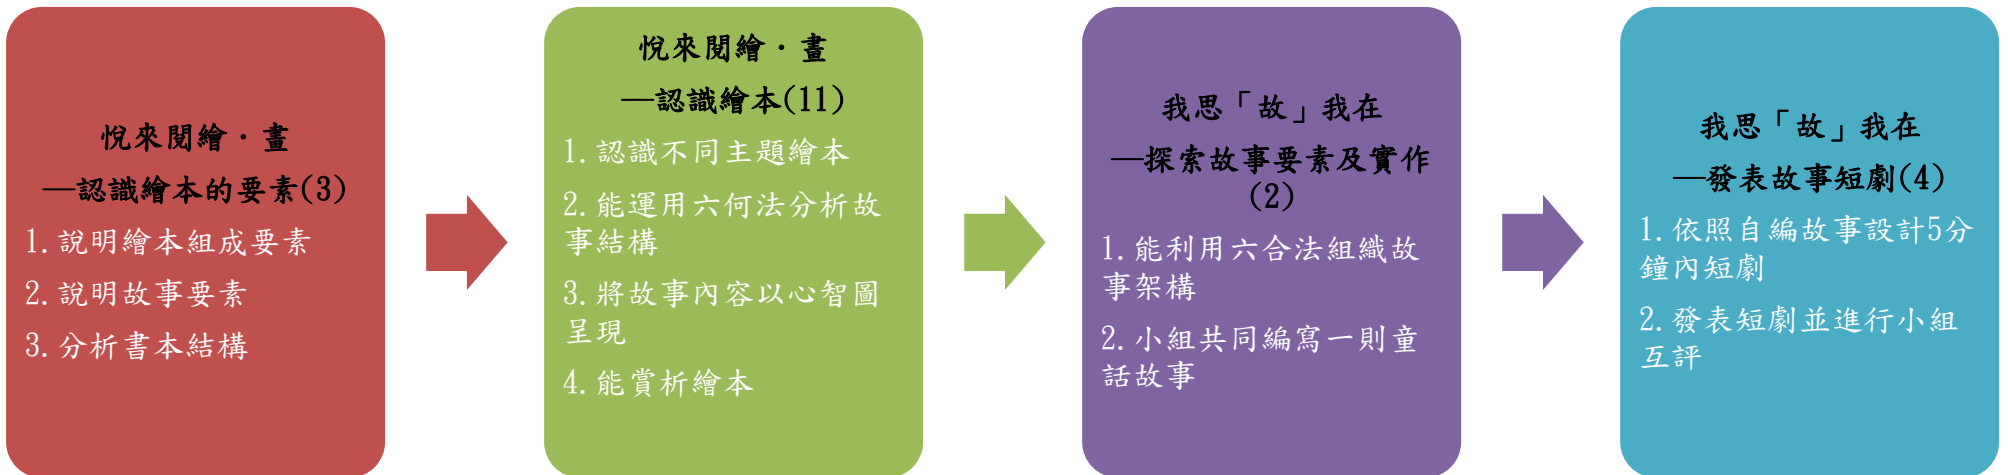 悅來閱繪．畫
—認識繪本的要素(3)
1.說明繪本組成要素
2.說明故事要素
3.分析書本結構
悅來閱繪．畫
—認識繪本(11)
1.認識不同主題繪本
2.能運用六何法分析故
事結構
3.將故事內容以心智圖
呈現
4.能賞析繪本
我思「故」我在
—探索故事要素及實作
(2)
1.能利用六合法組織故
事架構
2.小組共同編寫一則童
話故事
我思「故」我在
—發表故事短劇(4)
1.依照自編故事設計5分
鐘內短劇
2.發表短劇並進行小組
互評